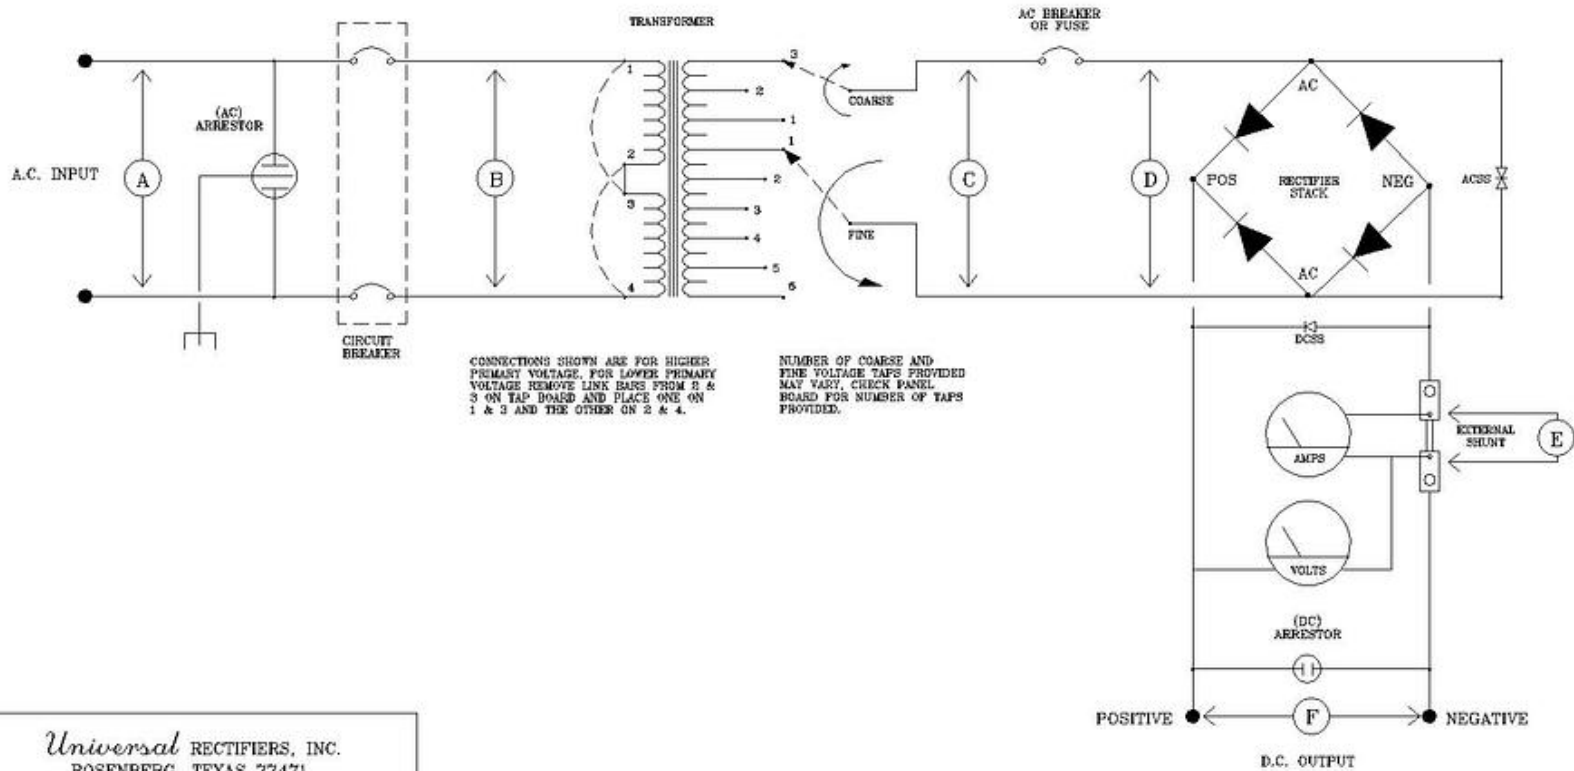 TRANSFORMER
AC BREAKER
OR FUSE
(AC)
ARRESTOR
A.C. INPUT
A
B
1
2
3
4
3
2
1
1
2
3
4
5
6
COARSE
FINE
C
D
AC
POS
RECTIFIER
STACK
NEG
AC
ACSS
CIRCUIT
BREAKER
CONNECTIONS SHOWN ARE FOR HIGHER
PRIMARY VOLTAGE. FOR LOWER PRIMARY
VOLTAGE REMOVE LINK BARS FROM 2 &
3 ON TAP BOARD AND PLACE ONE ON
1 & 3 AND THE OTHER ON 2 & 4.
NUMBER OF COARSE AND
FINE VOLTAGE TAPS PROVIDED
MAY VARY, CHECK PANEL
BOARD FOR NUMBER OF TAPS
PROVIDED.
DCSS
AMPS
EXTERNAL
SHUNT
E
VOLTS
(DC)
ARRESTOR
POSITIVE
F
NEGATIVE
D.C. OUTPUT
Universal RECTIFIERS, INC.
ROSENBERG, TEXAS 77471